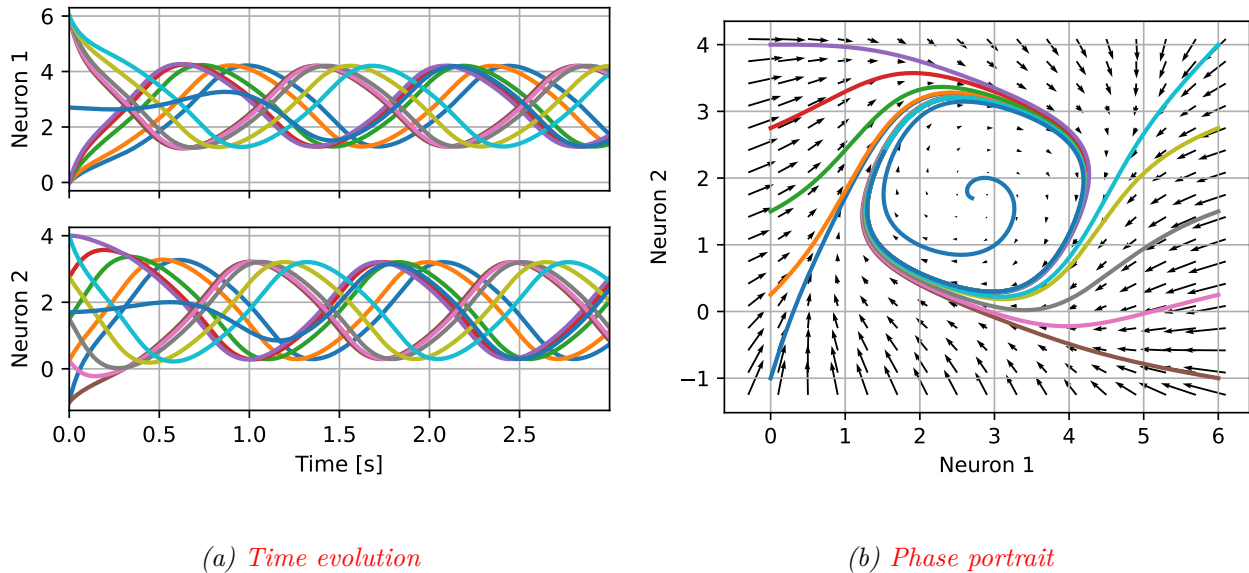 Neuron 1
6
4
2
0
Neuron 2
4
2
0
0.0 0.5 1.0 1.5 2.0 2.5
Time [s]
Neuron 2
4
3
2
1
0
−1
0 1 2 3 4 5 6
Neuron 1
(a) Time evolution
(b) Phase portrait